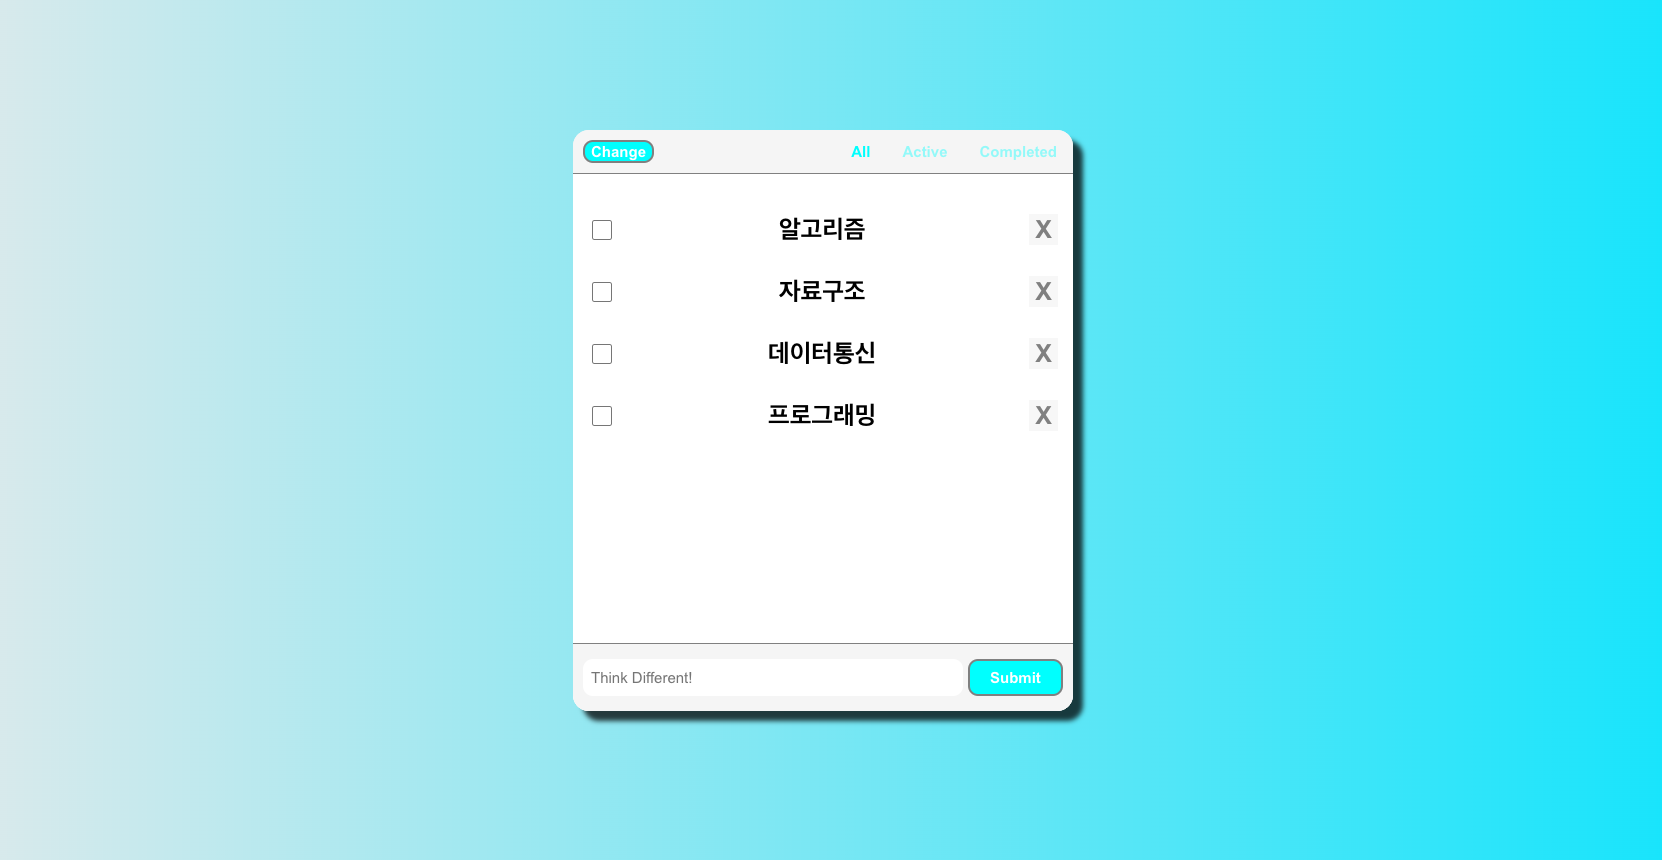 Change All Active Completed
알고리즘 X
자료구조 X
데이터통신 X
프로그래밍 X
Think Different! Submit